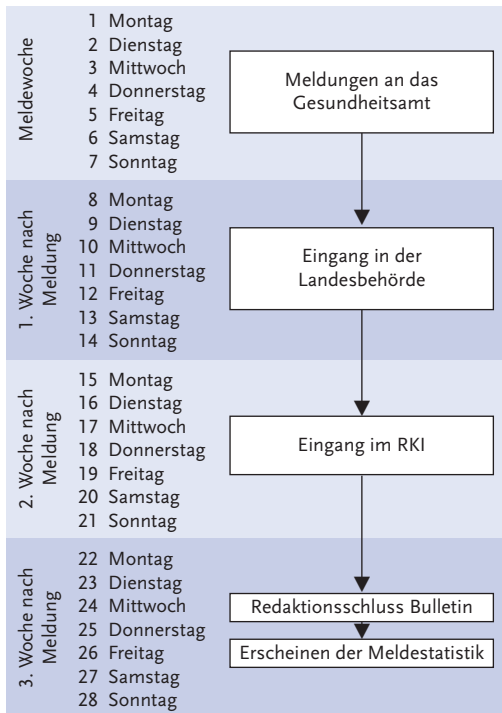 Meldewoche
1 Montag
2 Dienstag
3 Mittwoch
4 Donnerstag
5 Freitag
6 Samstag
7 Sonntag
Meldungen an das
Gesundheitsamt
1. Woche nach
Meldung
8 Montag
9 Dienstag
10 Mittwoch
11 Donnerstag
12 Freitag
13 Samstag
14 Sonntag
Eingang in der
Landesbehörde
2. Woche nach
Meldung
15 Montag
16 Dienstag
17 Mittwoch
18 Donnerstag
19 Freitag
20 Samstag
21 Sonntag
Eingang im RKI
3. Woche nach
Meldung
22 Montag
23 Dienstag
24 Mittwoch
25 Donnerstag
26 Freitag
27 Samstag
28 Sonntag
Redaktionsschluss Bulletin
Erscheinen der Meldestatistik